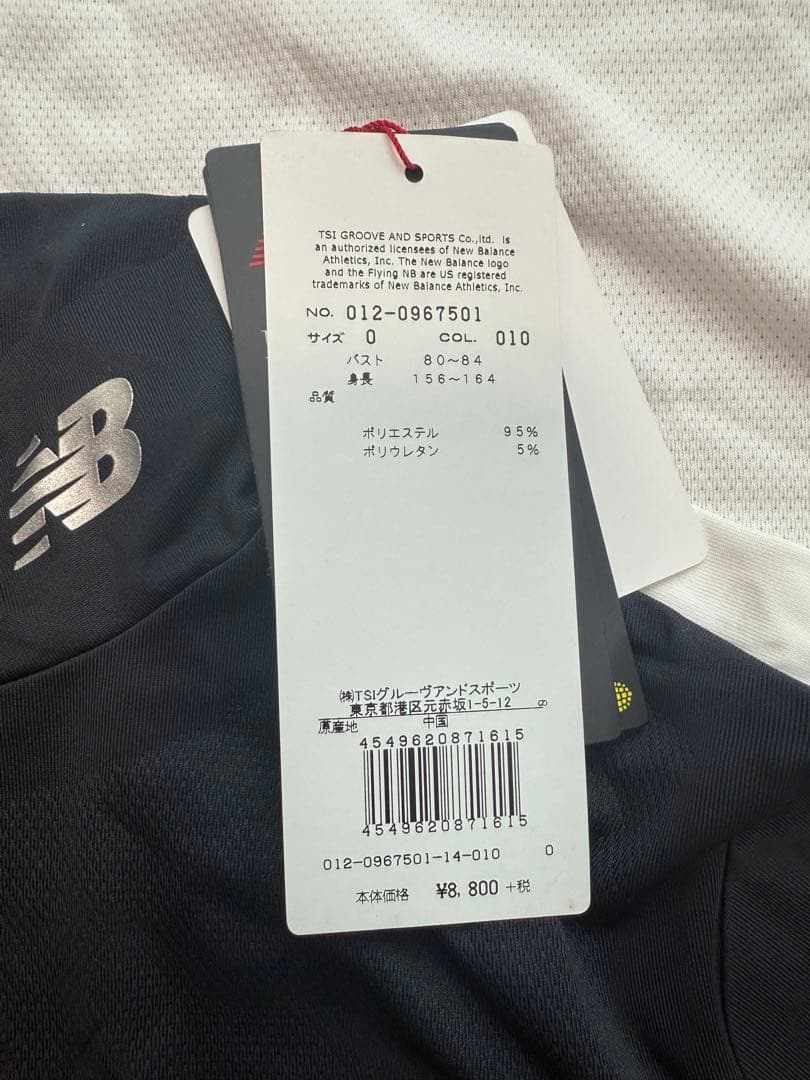 NB
TSI GROOVE AND SPORTS Co.,ltd. is
an authorized licensees of New Balance
Athletics, Inc. The New Balance logo
and the Flying NB are US registered
trademarks of New Balance Athletics, Inc.
NO. 012-0967501
サイズ 0 COL. 010
バスト 80～84
身長 156～164
品質
ポリエステル 95%
ポリウレタン 5%
㈱TSIグルーヴアンドスポーツ
東京都港区元赤坂1-5-12
原産地 中国
4549620871615
4549620871615
012-0967501-14-010 0
本体価格 ¥8,800 +税